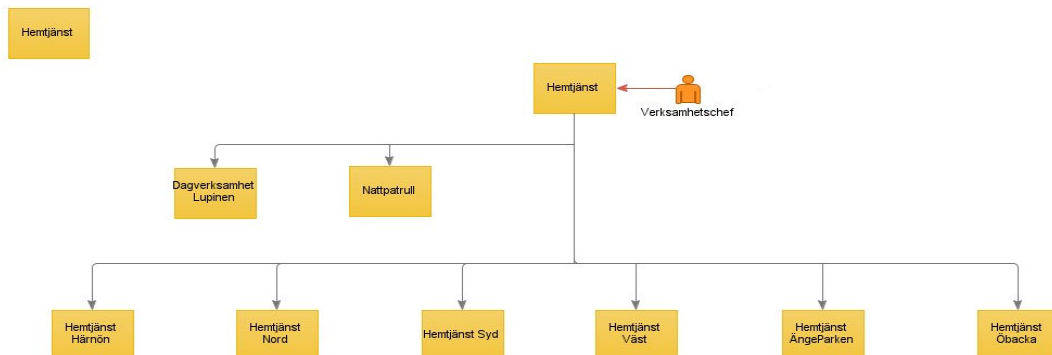 Hemtjänst
Hemtjänst
Verksamhetschef
Dagverksamhet
Lupinen
Nattpatrull
Hemtjänst
Härnön
Hemtjänst
Nord
Hemtjänst Syd
Hemtjänst
Väst
Hemtjänst
ÄngeParken
Hemtjänst
Öbacka